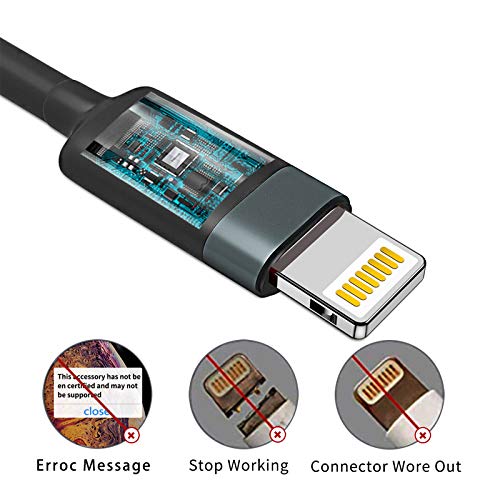 This accessory has not be
en certified and may not
be supported
close
Erroc Message
Stop Working
Connector Wore Out